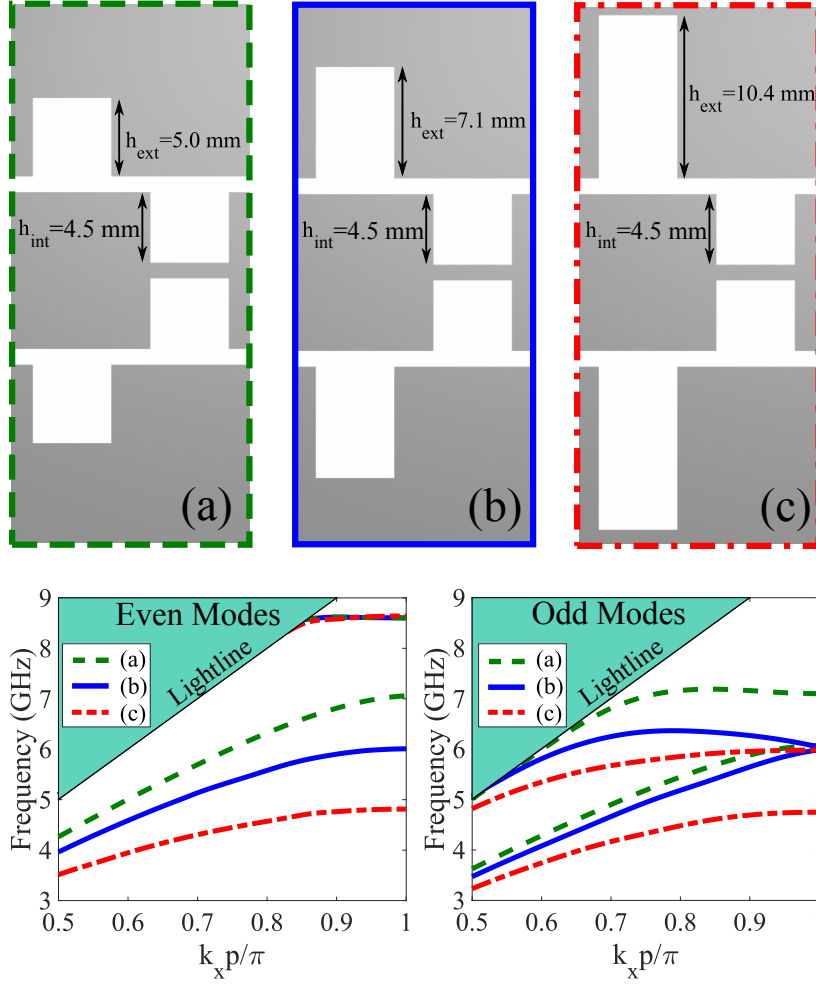 h_ext=5.0 mm
h_int=4.5 mm
(a)
h_ext=7.1 mm
h_int=4.5 mm
(b)
h_ext=10.4 mm
h_int=4.5 mm
(c)
Even Modes
Lightline
(a)
(b)
(c)
Frequency (GHz)
9
8
7
6
5
4
3
0.5
0.6
0.7
0.8
0.9
1
k_x p/π
Odd Modes
Lightline
(a)
(b)
(c)
Frequency (GHz)
9
8
7
6
5
4
3
0.5
0.6
0.7
0.8
0.9
k_x p/π